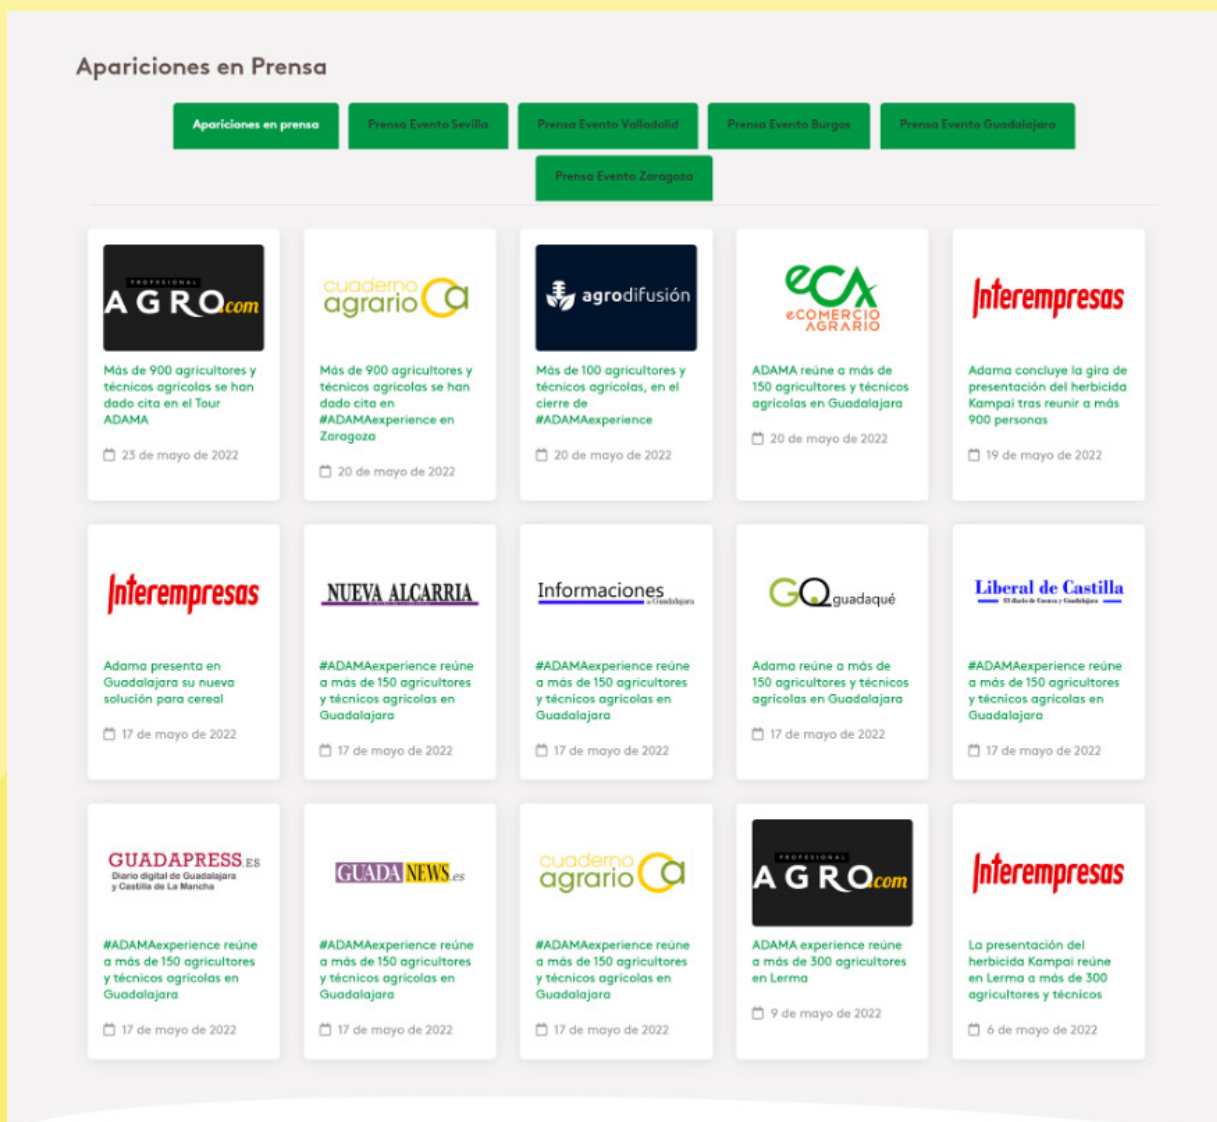 Apariciones en Prensa
Apariciones en prensa
Prensa Evento Sevilla
Prensa Evento Valladolid
Prensa Evento Burgos
Prensa Evento Guadalajara
Prensa Evento Zaragoza
PROFESIONAL
AGRO.com
Más de 900 agricultores y
técnicos agrícolas se han
dado cita en el Tour
ADAMA
23 de mayo de 2022
cuaderno
agrario Ca
Más de 900 agricultores y
técnicos agrícolas se han
dado cita en
#ADAMAexperience en
Zaragoza
20 de mayo de 2022
agrodifusión
Más de 100 agricultores y
técnicos agrícolas, en el
cierre de
#ADAMAexperience
20 de mayo de 2022
eCA
eCOMERCIO
AGRARIO
ADAMA reúne a más de
150 agricultores y técnicos
agrícolas en Guadalajara
20 de mayo de 2022
Interempresas
Adama concluye la gira de
presentación del herbicida
Kampai tras reunir a más
900 personas
19 de mayo de 2022
Interempresas
Adama presenta en
Guadalajara su nueva
solución para cereal
17 de mayo de 2022
NUEVA ALCARRIA
#ADAMAexperience reúne
a más de 150 agricultores
y técnicos agrícolas en
Guadalajara
17 de mayo de 2022
Informaciones
de Guadalajara
#ADAMAexperience reúne
a más de 150 agricultores
y técnicos agrícolas en
Guadalajara
17 de mayo de 2022
GQ guadaqué
Adama reúne a más de
150 agricultores y técnicos
agrícolas en Guadalajara
17 de mayo de 2022
Liberal de Castilla
El diario de Cuenca y Guadalajara
#ADAMAexperience reúne
a más de 150 agricultores
y técnicos agrícolas en
Guadalajara
17 de mayo de 2022
GUADAPRESS.ES
Diario digital de Guadalajara
y Castilla de La Mancha
#ADAMAexperience reúne
a más de 150 agricultores
y técnicos agrícolas en
Guadalajara
17 de mayo de 2022
GUADA NEWS.es
#ADAMAexperience reúne
a más de 150 agricultores
y técnicos agrícolas en
Guadalajara
17 de mayo de 2022
cuaderno
agrario Ca
#ADAMAexperience reúne
a más de 150 agricultores
y técnicos agrícolas en
Guadalajara
17 de mayo de 2022
PROFESIONAL
AGRO.com
ADAMA experience reúne
a más de 300 agricultores
en Lerma
9 de mayo de 2022
Interempresas
La presentación del
herbicida Kampai reúne
en Lerma a más de 300
agricultores y técnicos
6 de mayo de 2022